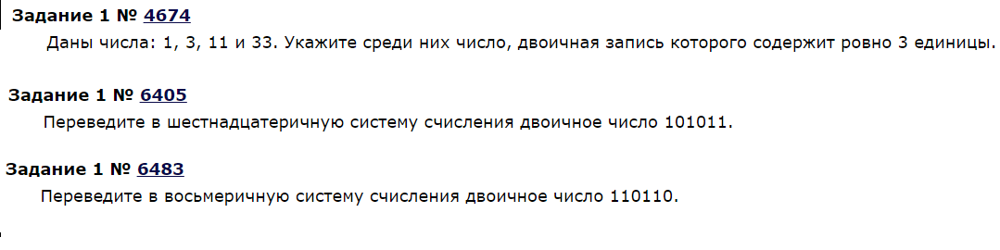 Задание 1 № 4674
Даны числа: 1, 3, 11 и 33. Укажите среди них число, двоичная запись которого содержит ровно 3 единицы.
Задание 1 № 6405
Переведите в шестнадцатеричную систему счисления двоичное число 101011.
Задание 1 № 6483
Переведите в восьмеричную систему счисления двоичное число 110110.